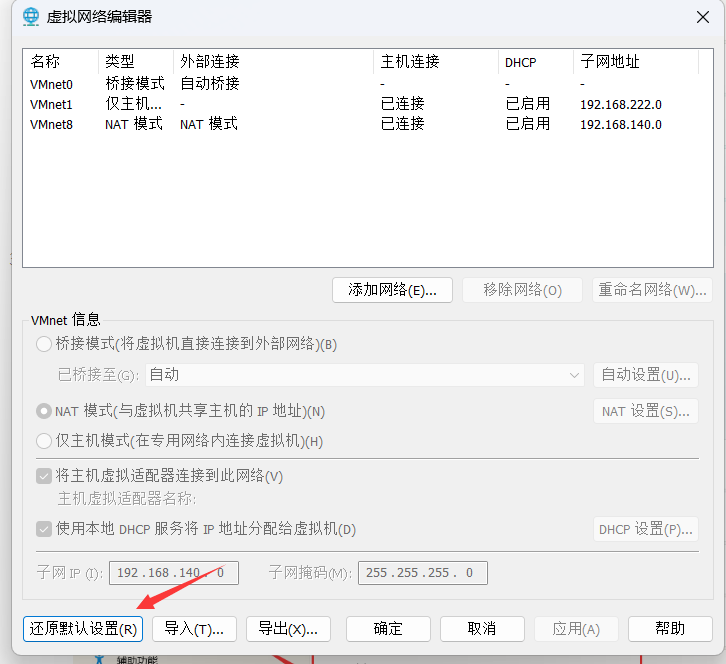 虚拟网络编辑器
名称 类型 外部连接 主机连接 DHCP 子网地址
VMnet0 桥接模式 自动桥接 - - -
VMnet1 仅主机... - 已连接 已启用 192.168.222.0
VMnet8 NAT 模式 NAT 模式 已连接 已启用 192.168.140.0
添加网络(E)... 移除网络(O) 重命名网络(W)...
VMnet 信息
桥接模式(将虚拟机直接连接到外部网络)(B)
已桥接至(G): 自动 自动设置(U)...
NAT 模式(与虚拟机共享主机的 IP 地址)(N) NAT 设置(S)...
仅主机模式(在专用网络内连接虚拟机)(H)
将主机虚拟适配器连接到此网络(V)
主机虚拟适配器名称:
使用本地 DHCP 服务将 IP 地址分配给虚拟机(D) DHCP 设置(P)...
子网 IP (I): 192.168.140. 0 子网掩码(M): 255.255.255. 0
还原默认设置(R) 导入(T)... 导出(X)... 确定 取消 应用(A) 帮助
辅助功能